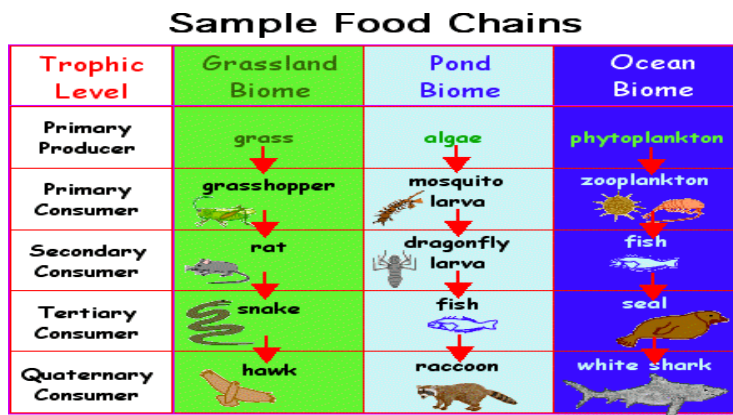 Sample Food Chains
Trophic Level
Grassland Biome
Pond Biome
Ocean Biome
Primary Producer
grass
algae
phytoplankton
Primary Consumer
grasshopper
mosquito larva
zooplankton
Secondary Consumer
rat
dragonfly larva
fish
Tertiary Consumer
snake
fish
seal
Quaternary Consumer
hawk
raccoon
white shark